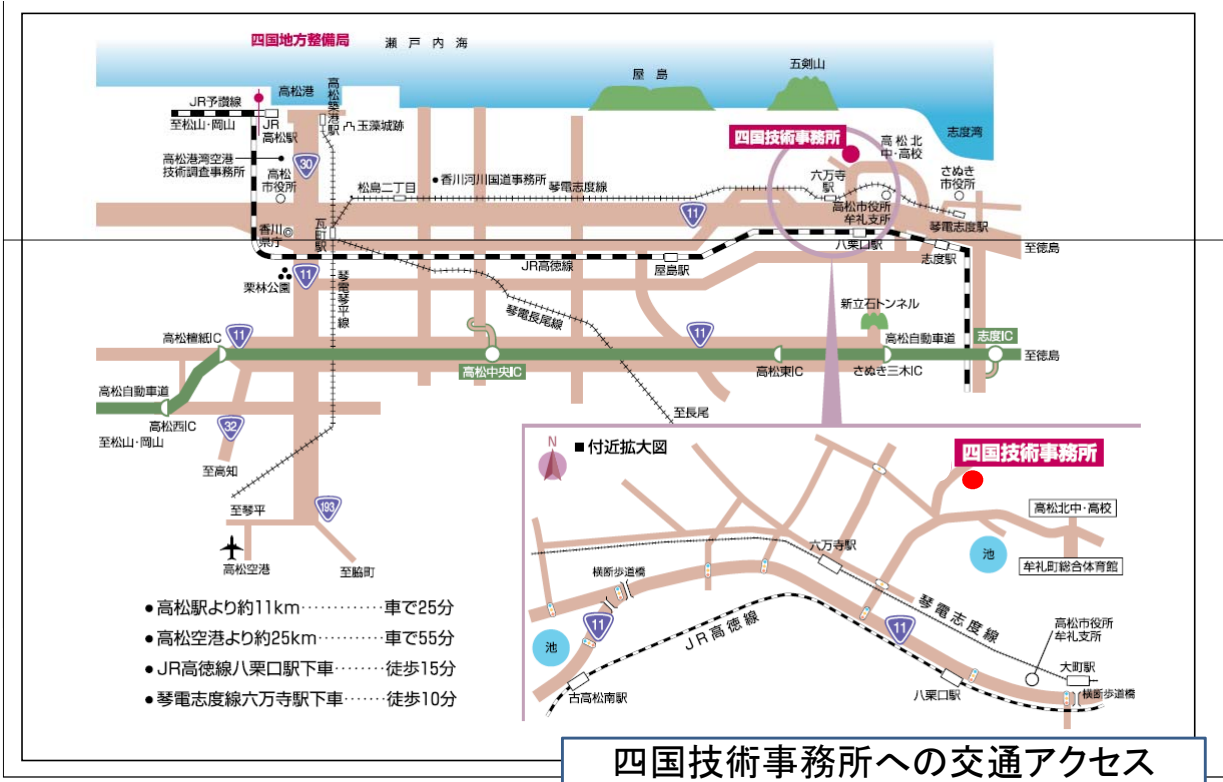 四国地方整備局
瀬戸内海
屋島
五剣山
高松港
高松築港駅
JR予讃線
至松山・岡山
JR
高松駅
玉藻城跡
志度湾
四国技術事務所
高松北
中・高校
高松港湾空港
技術調査事務所
30
高松
市役所
松島二丁目
香川河川国道事務所
琴電志度線
六万寺
駅
さぬき
市役所
11
高松市役所
牟礼支所
琴電志度駅
香川
県庁
瓦町駅
八栗口駅
志度駅
至徳島
JR高徳線
屋島駅
栗林公園
11
琴電琴平線
琴電長尾線
新立石トンネル
高松檀紙IC
11
11
高松自動車道
志度IC
至徳島
高松中央IC
高松東IC
さぬき三木IC
高松自動車道
高松西IC
至松山・岡山
32
至長尾
至高知
至琴平
193
高松空港
至脇町
N
■付近拡大図
四国技術事務所
高松北中・高校
六万寺駅
池
牟礼町総合体育館
横断歩道橋
11
琴電志度線
11
JR高徳線
高松市役所
牟礼支所
池
大町駅
古高松南駅
八栗口駅
横断歩道橋
●高松駅より約11km…………車で25分
●高松空港より約25km…………車で55分
●JR高徳線八栗口駅下車………徒歩15分
●琴電志度線六万寺駅下車……徒歩10分
四国技術事務所への交通アクセス